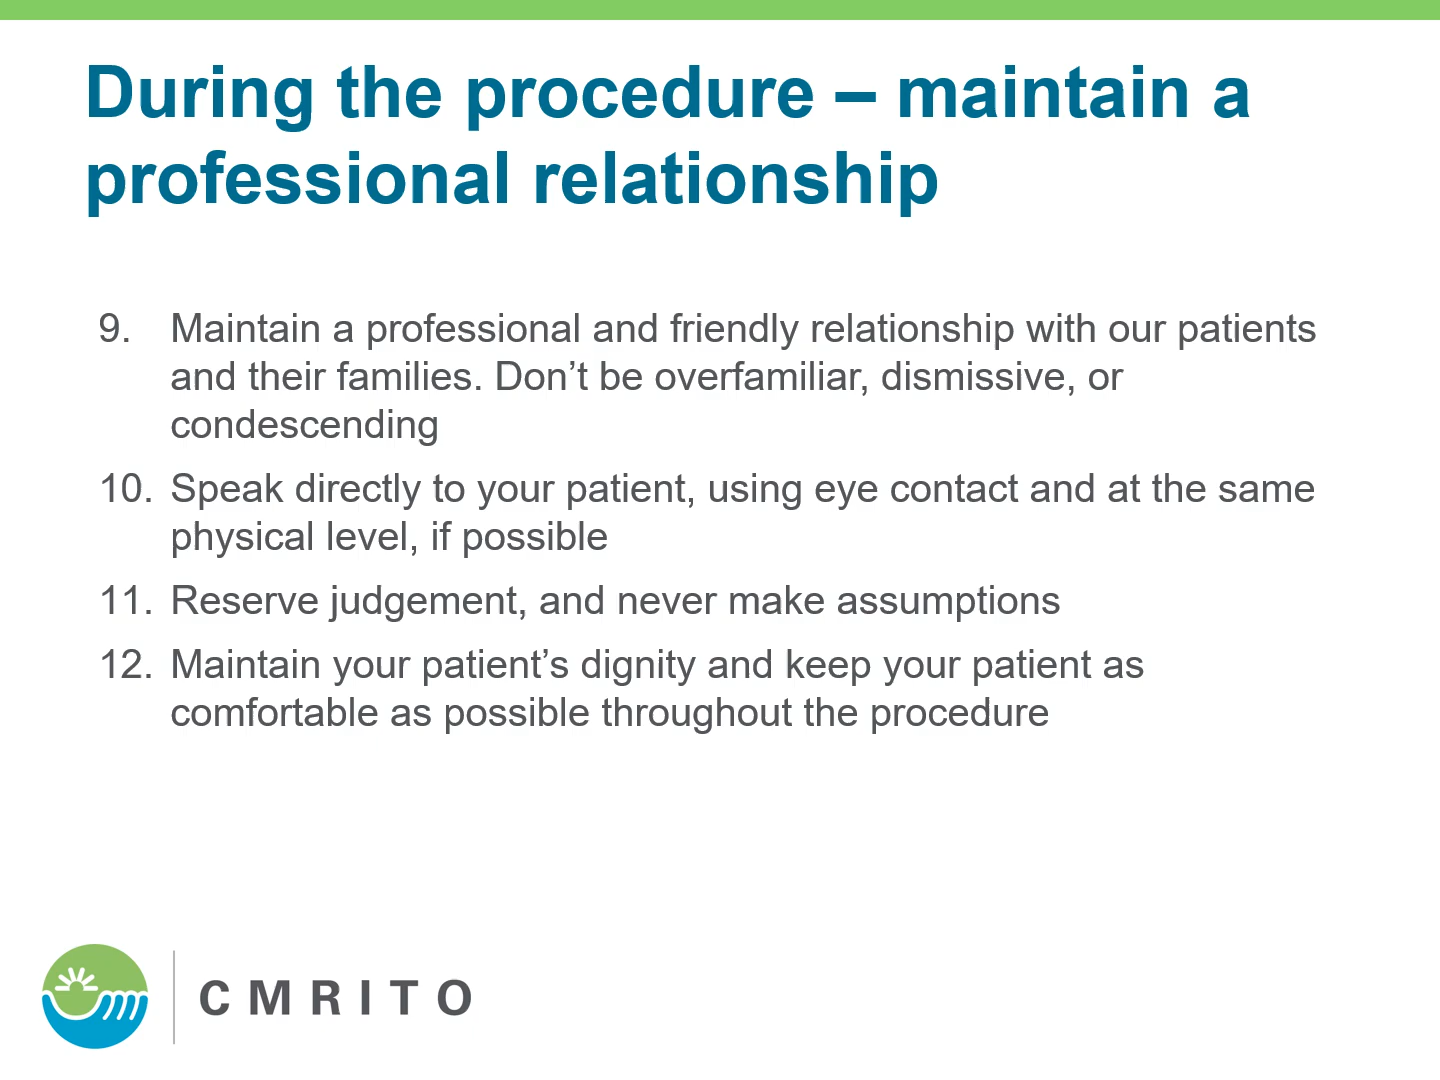 During the procedure – maintain a
professional relationship
9. Maintain a professional and friendly relationship with our patients
and their families. Don’t be overfamiliar, dismissive, or
condescending
10. Speak directly to your patient, using eye contact and at the same
physical level, if possible
11. Reserve judgement, and never make assumptions
12. Maintain your patient’s dignity and keep your patient as
comfortable as possible throughout the procedure
CMRITO